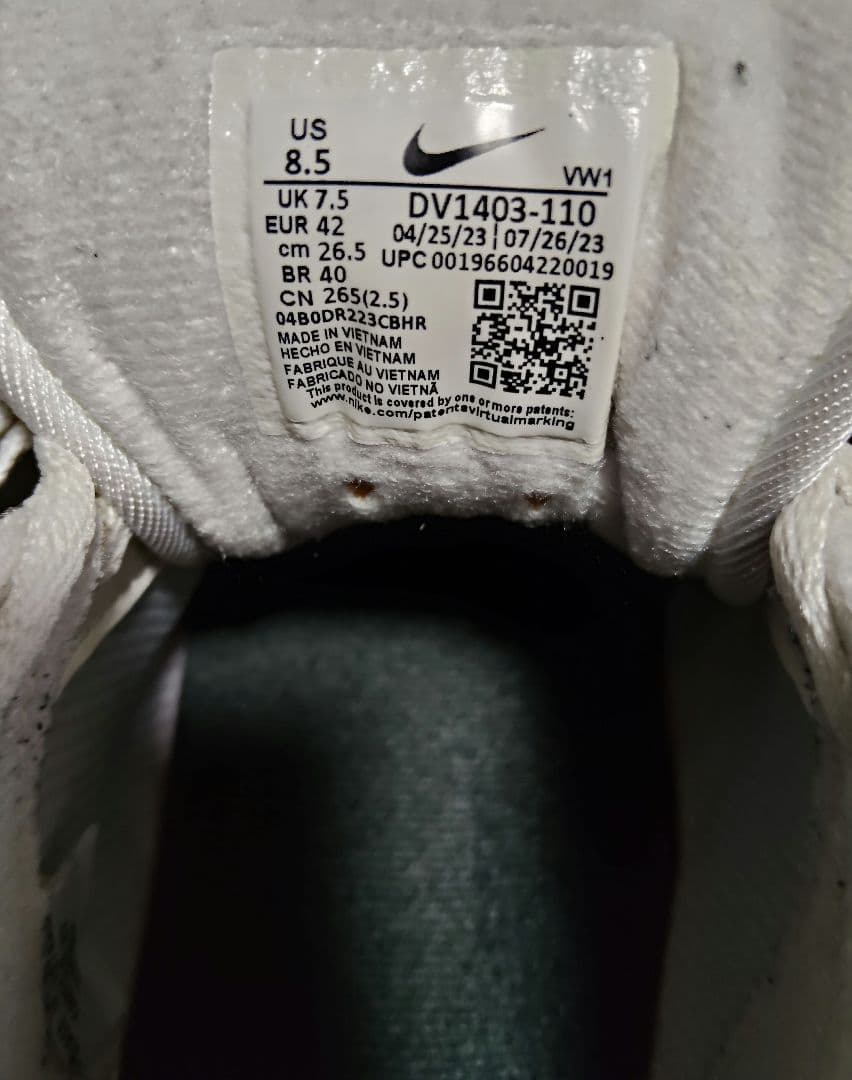 US
8.5
VW1
UK 7.5
DV1403-110
EUR 42
04/25/23 | 07/26/23
cm 26.5
UPC 00196604220019
BR 40
CN 265(2.5)
04B0DR223CBHR
MADE IN VIETNAM
HECHO EN VIETNAM
FABRIQUE AU VIETNAM
FABRICADO NO VIETNÃ
This product is covered by one or more patents:
www.nike.com/patentsvirtualmarking